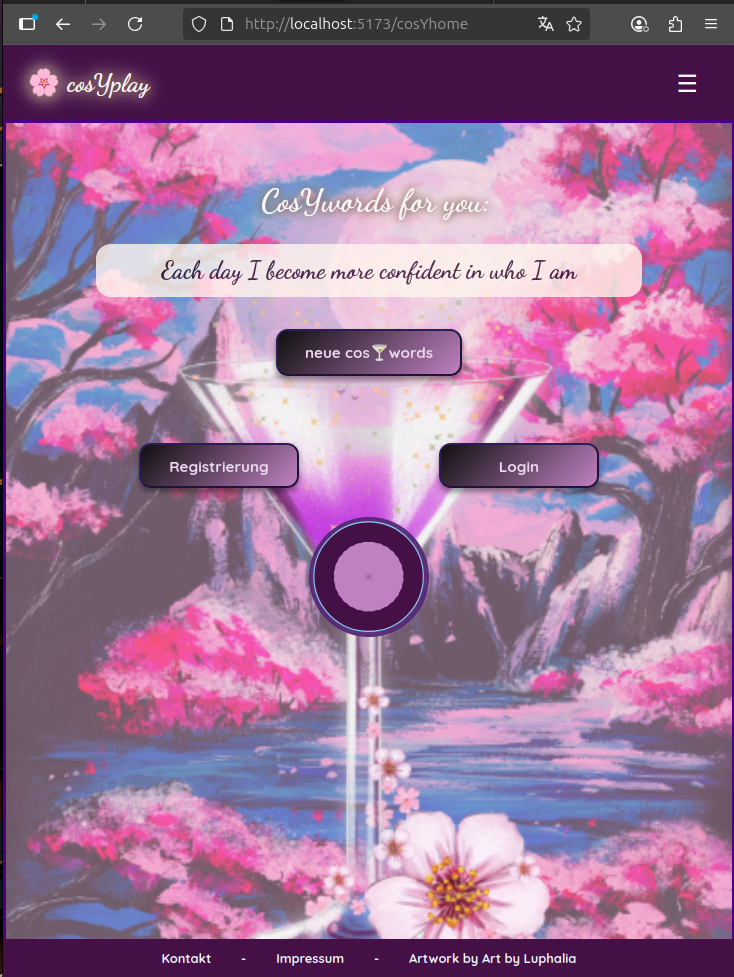 http://localhost:5173/cosYhome
cosYplay
CosYwords for you:
Each day I become more confident in who I am
neue cos🍸words
Registrierung
Login
Kontakt - Impressum - Artwork by Art by Luphalia